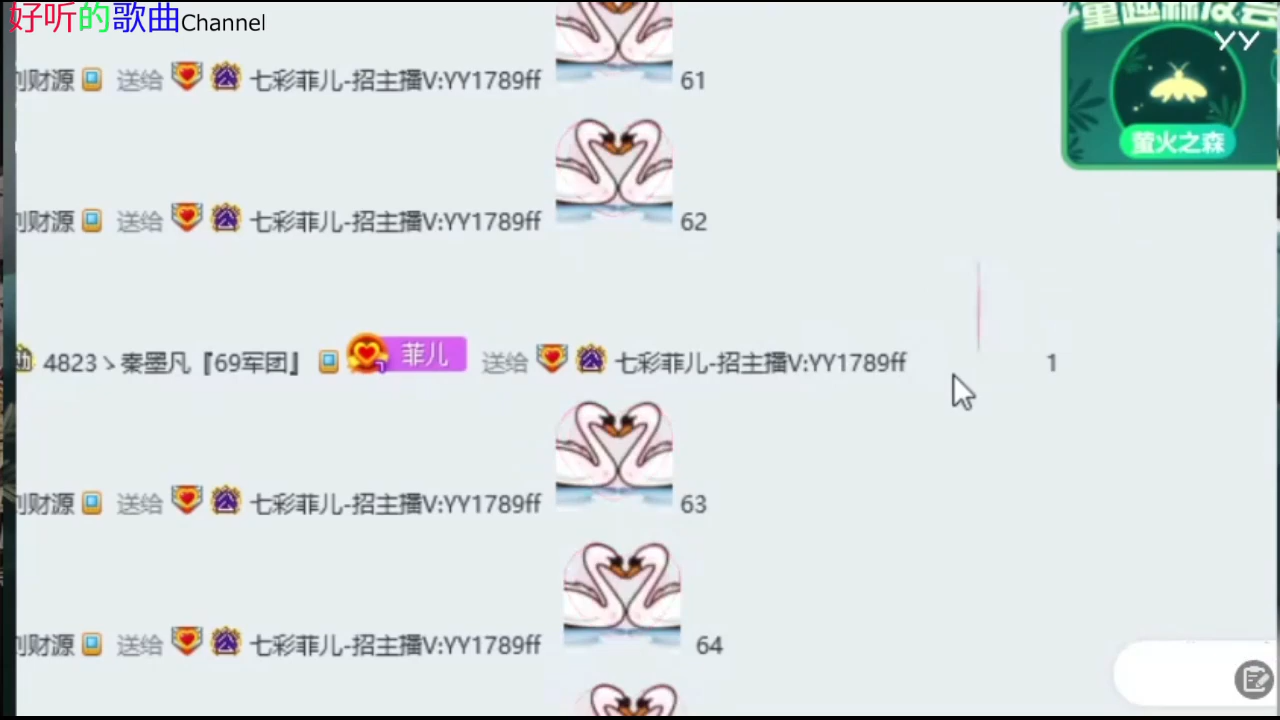 好听的歌曲Channel
YY
财源 送给 七彩菲儿-招主播V:YY1789ff 61
萤火之森
财源 送给 七彩菲儿-招主播V:YY1789ff 62
4823ヽ秦墨凡『69军团』 菲儿 送给 七彩菲儿-招主播V:YY1789ff 1
财源 送给 七彩菲儿-招主播V:YY1789ff 63
财源 送给 七彩菲儿-招主播V:YY1789ff 64